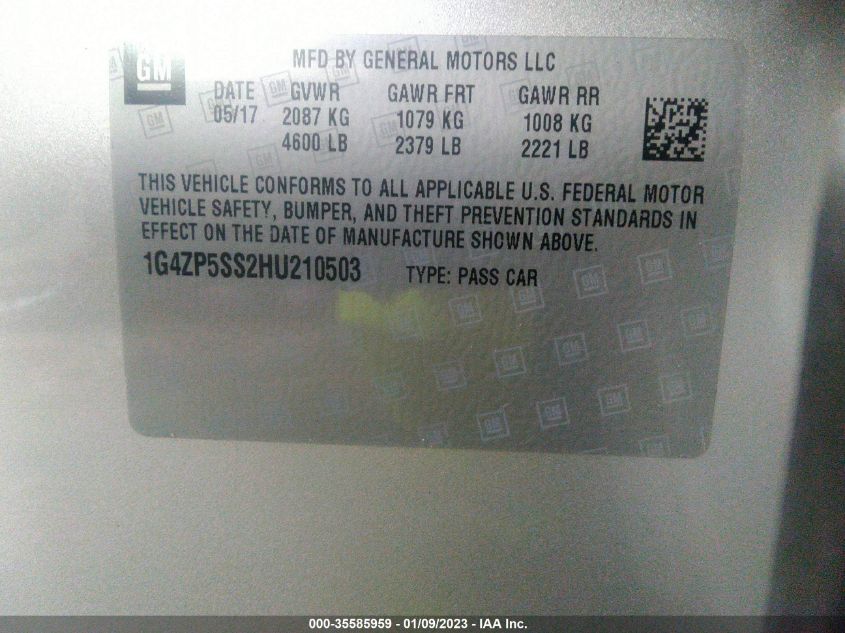 GM
MFD BY GENERAL MOTORS LLC
DATE GVWR GAWR FRT GAWR RR
05/17 2087 KG 1079 KG 1008 KG
4600 LB 2379 LB 2221 LB
THIS VEHICLE CONFORMS TO ALL APPLICABLE U.S. FEDERAL MOTOR
VEHICLE SAFETY, BUMPER, AND THEFT PREVENTION STANDARDS IN
EFFECT ON THE DATE OF MANUFACTURE SHOWN ABOVE.
1G4ZP5SS2HU210503 TYPE: PASS CAR
000-35585959 - 01/09/2023 - IAA Inc.